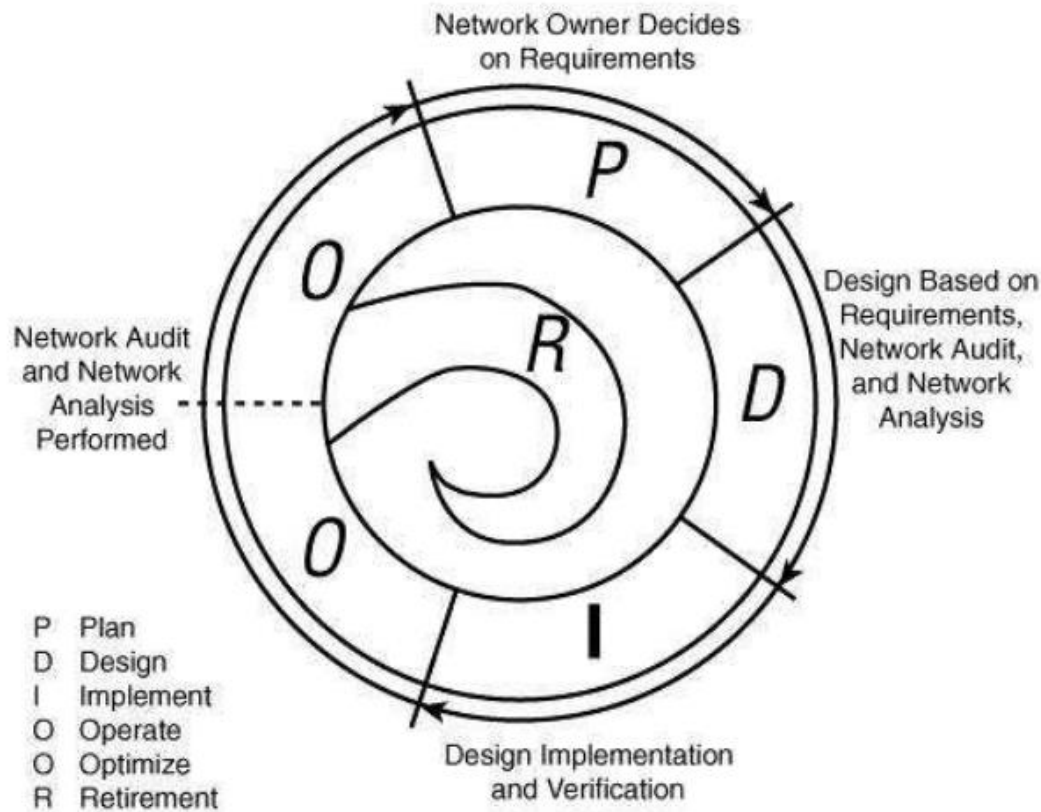 Network Owner Decides
on Requirements
P
O
Design Based on
Requirements,
Network Audit,
and Network
Analysis
R
Network Audit
and Network
Analysis
Performed
D
O
I
P Plan
D Design
I Implement
O Operate
O Optimize
R Retirement
Design Implementation
and Verification